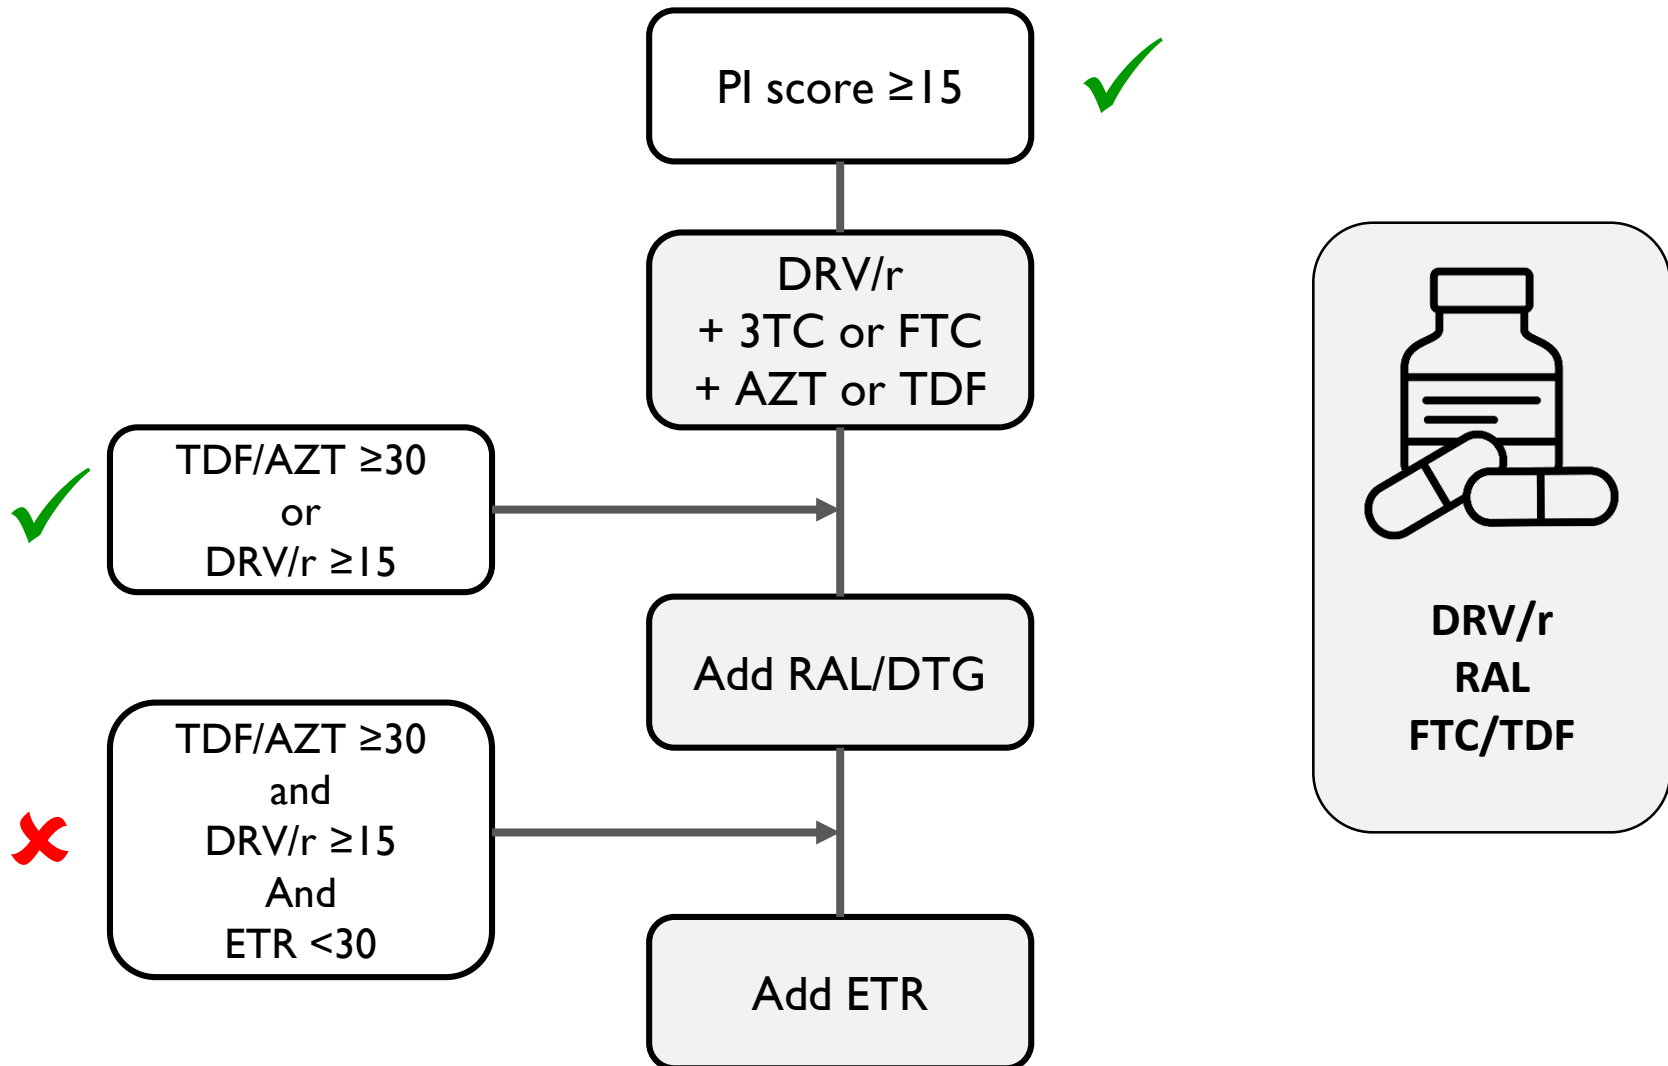 PI score ≥15
DRV/r
+ 3TC or FTC
+ AZT or TDF
TDF/AZT ≥30
or
DRV/r ≥15
Add RAL/DTG
TDF/AZT ≥30
and
DRV/r ≥15
And
ETR <30
Add ETR
DRV/r
RAL
FTC/TDF